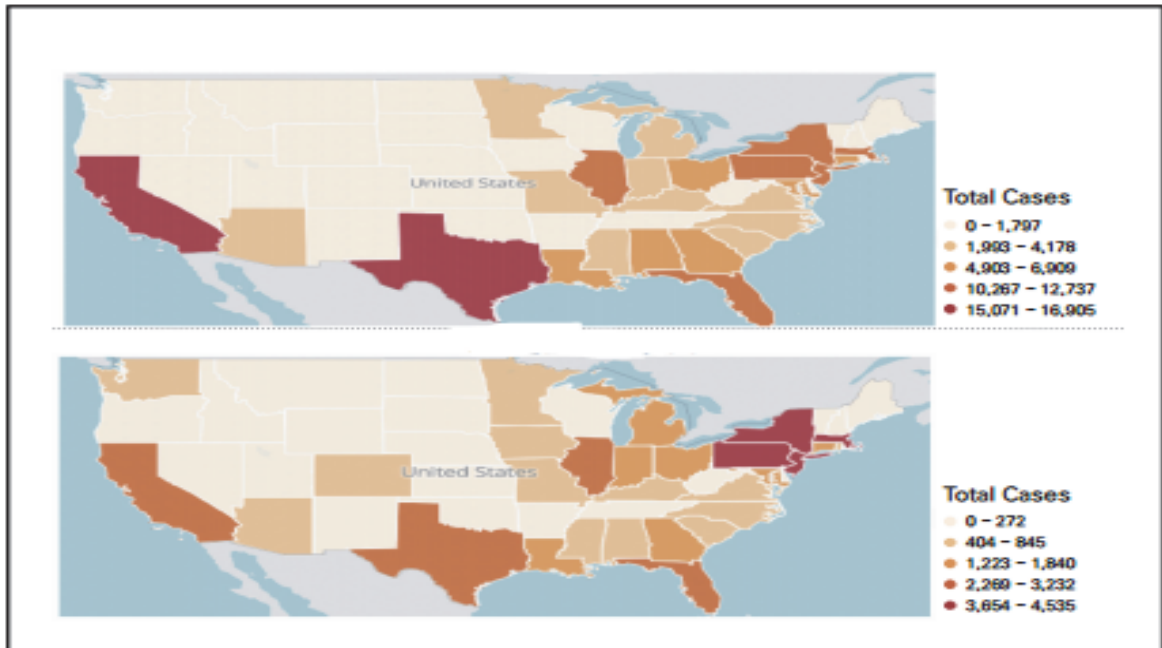 United States
Total Cases
0 – 1,797
1,993 – 4,178
4,903 – 6,909
10,267 – 12,737
15,071 – 16,905
United States
Total Cases
0 – 272
404 – 845
1,223 – 1,840
2,269 – 3,232
3,654 – 4,535